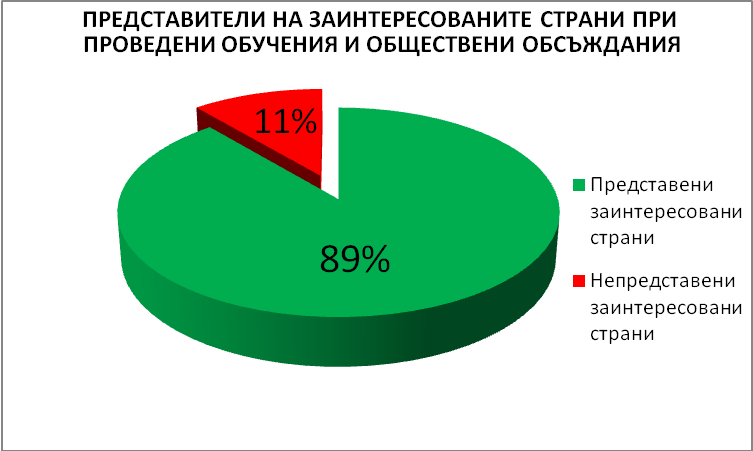 ПРЕДСТАВИТЕЛИ НА ЗАИНТЕРЕСОВАНИТЕ СТРАНИ ПРИ
ПРОВЕДЕНИ ОБУЧЕНИЯ И ОБЩЕСТВЕНИ ОБСЪЖДАНИЯ
11%
89%
Представени
заинтересовани
страни
Непредставени
заинтересовани
страни